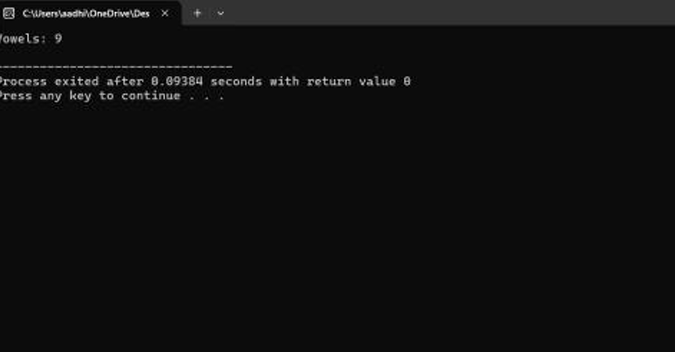 C:\Users\aadhi\OneDrive\Des
Vowels: 9
--------------------------------
Process exited after 0.09384 seconds with return value 0
Press any key to continue . . .